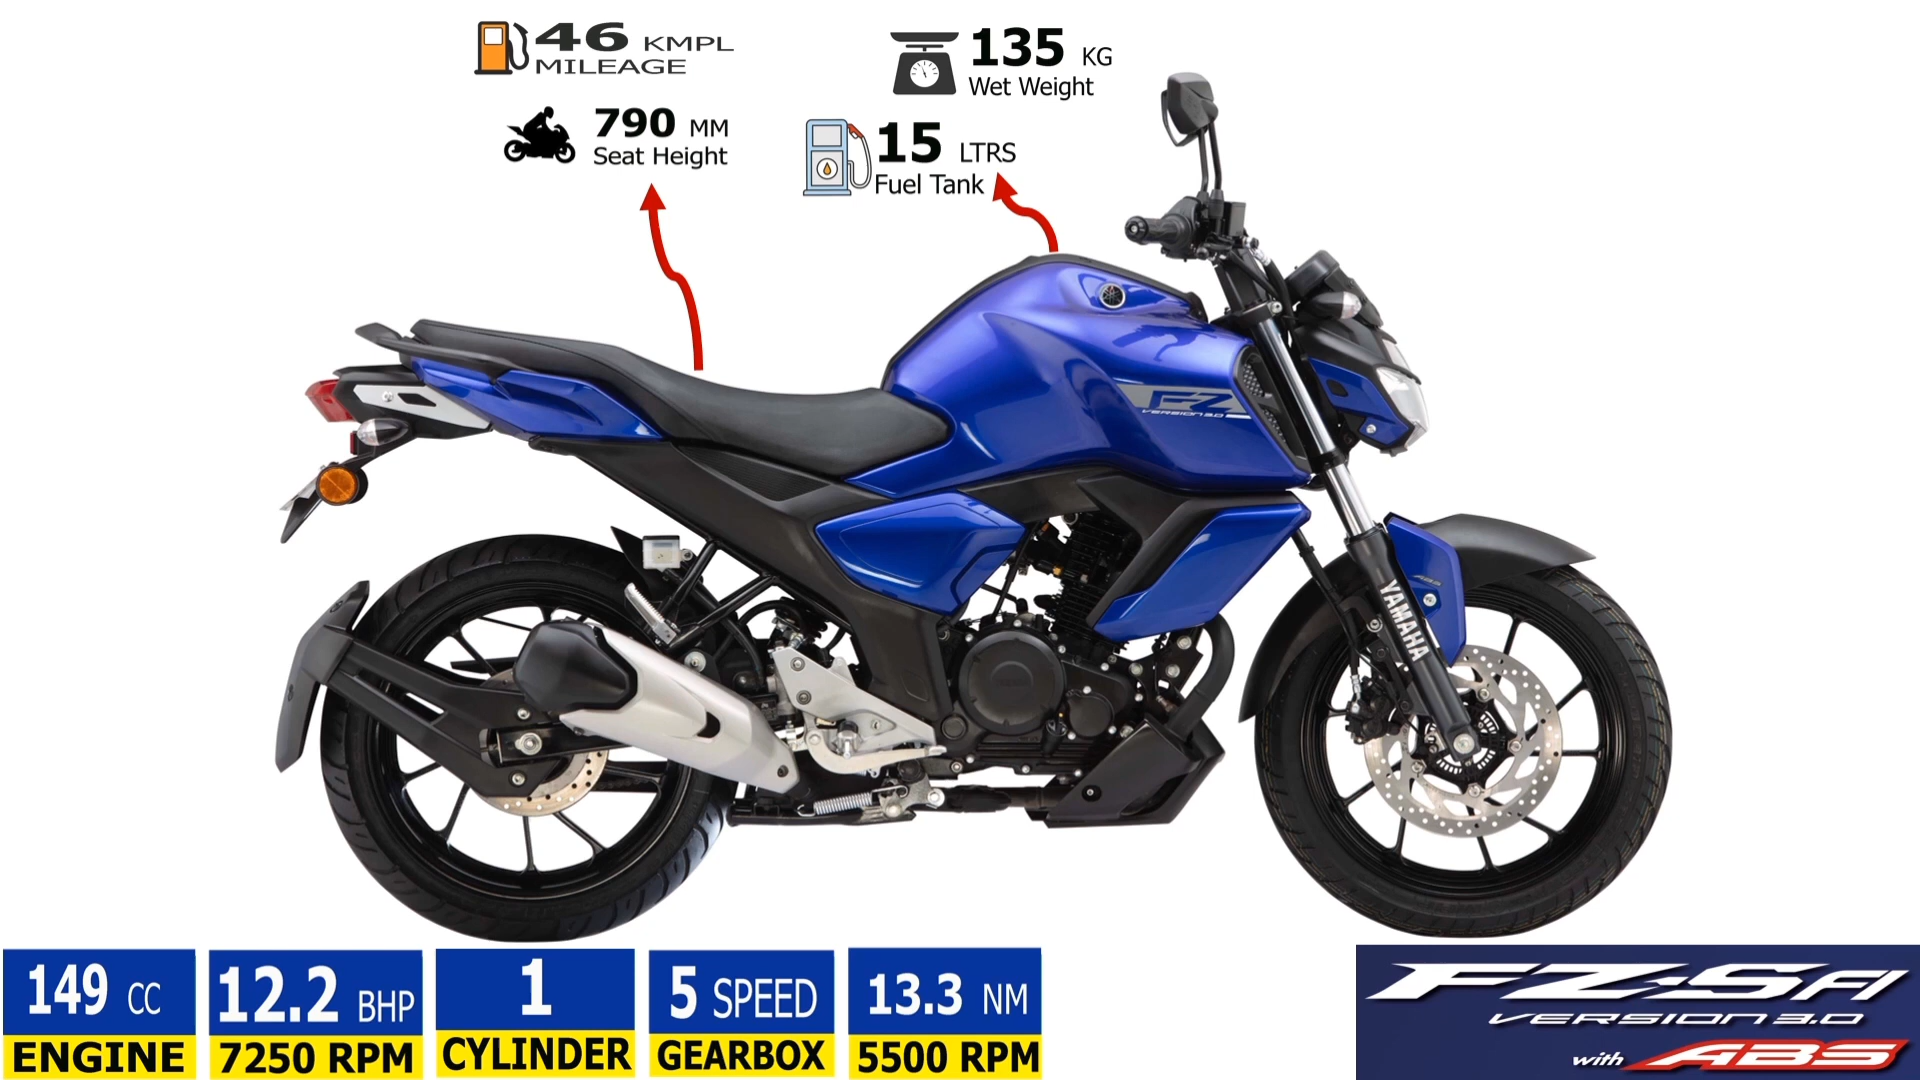 46 KMPL
MILEAGE
135 KG
Wet Weight
790 MM
Seat Height
15 LTRS
Fuel Tank
FZ
VERSION 3.0
ABS
YAMAHA
149 CC
ENGINE
12.2 BHP
7250 RPM
1
CYLINDER
5 SPEED
GEARBOX
13.3 NM
5500 RPM
FZ-S FI
VERSION 3.0
with ABS